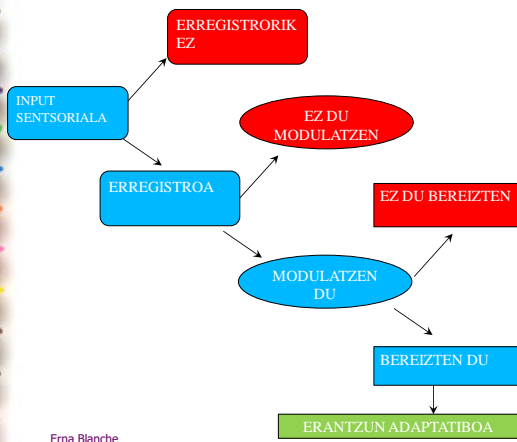 ERREGISTRORIK
EZ
INPUT
SENTSORIALA
EZ DU
MODULATZEN
ERREGISTROA
EZ DU BEREIZTEN
MODULATZEN
DU
BEREIZTEN DU
ERANTZUN ADAPTATIBOA
Erna Blanche